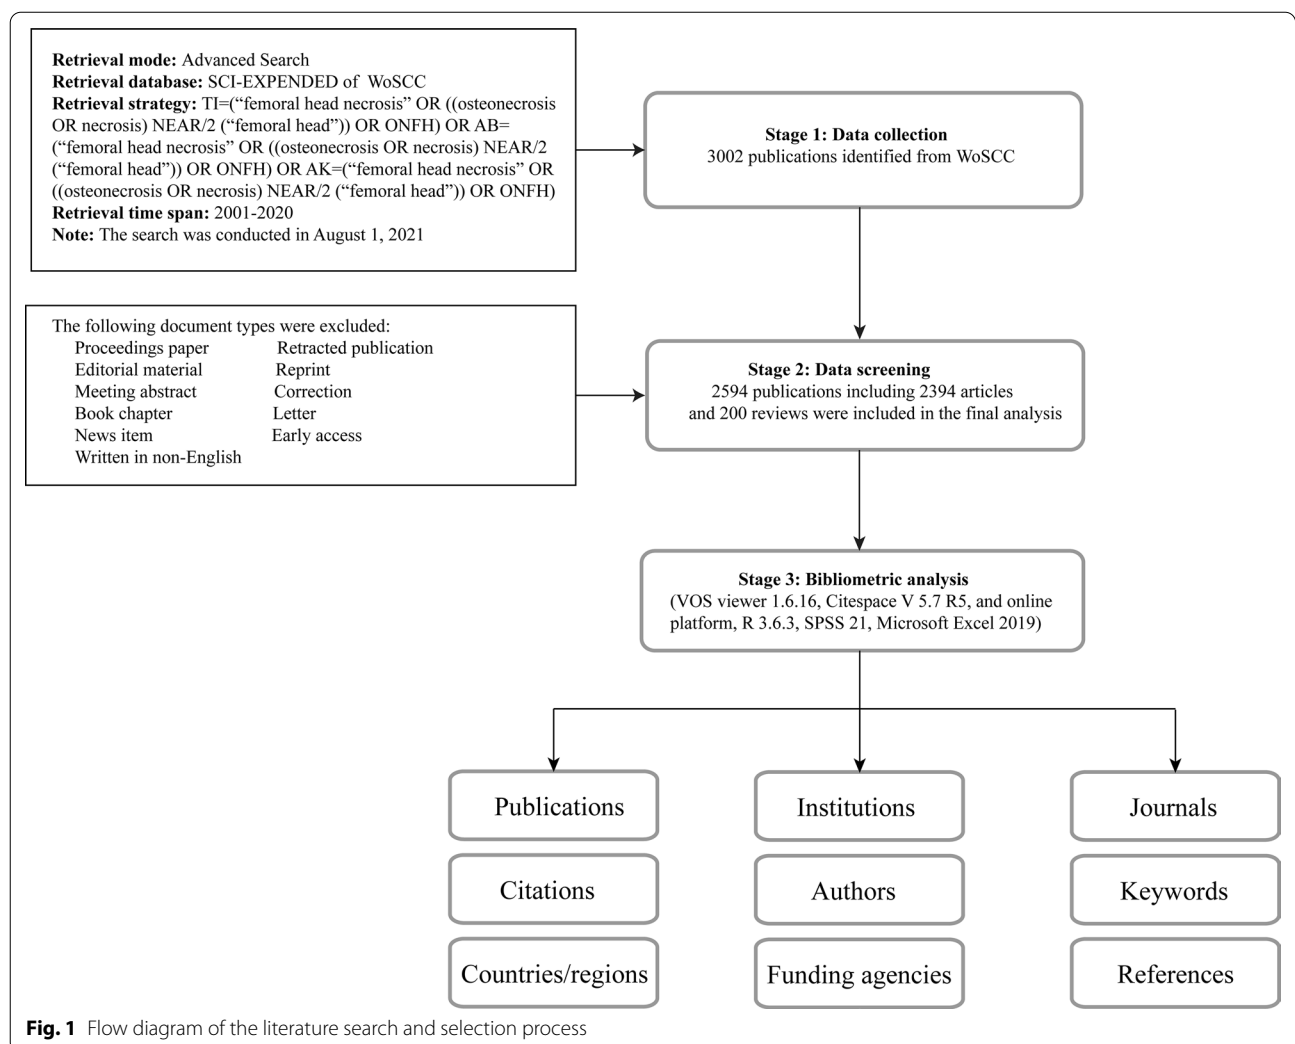 Retrieval mode: Advanced Search
Retrieval database: SCI-EXPENDED of WoSCC
Retrieval strategy: TI=(“femoral head necrosis” OR ((osteonecrosis
OR necrosis) NEAR/2 (“femoral head”)) OR ONFH) OR AB=
(“femoral head necrosis” OR ((osteonecrosis OR necrosis) NEAR/2
(“femoral head”)) OR ONFH) OR AK=(“femoral head necrosis” OR
((osteonecrosis OR necrosis) NEAR/2 (“femoral head”)) OR ONFH)
Retrieval time span: 2001-2020
Note: The search was conducted in August 1, 2021
Stage 1: Data collection
3002 publications identified from WoSCC
The following document types were excluded:
Proceedings paper Retracted publication
Editorial material Reprint
Meeting abstract Correction
Book chapter Letter
News item Early access
Written in non-English
Stage 2: Data screening
2594 publications including 2394 articles
and 200 reviews were included in the final analysis
Stage 3: Bibliometric analysis
(VOS viewer 1.6.16, Citespace V 5.7 R5, and online
platform, R 3.6.3, SPSS 21, Microsoft Excel 2019)
Publications Institutions Journals
Citations Authors Keywords
Countries/regions Funding agencies References
Fig. 1 Flow diagram of the literature search and selection process